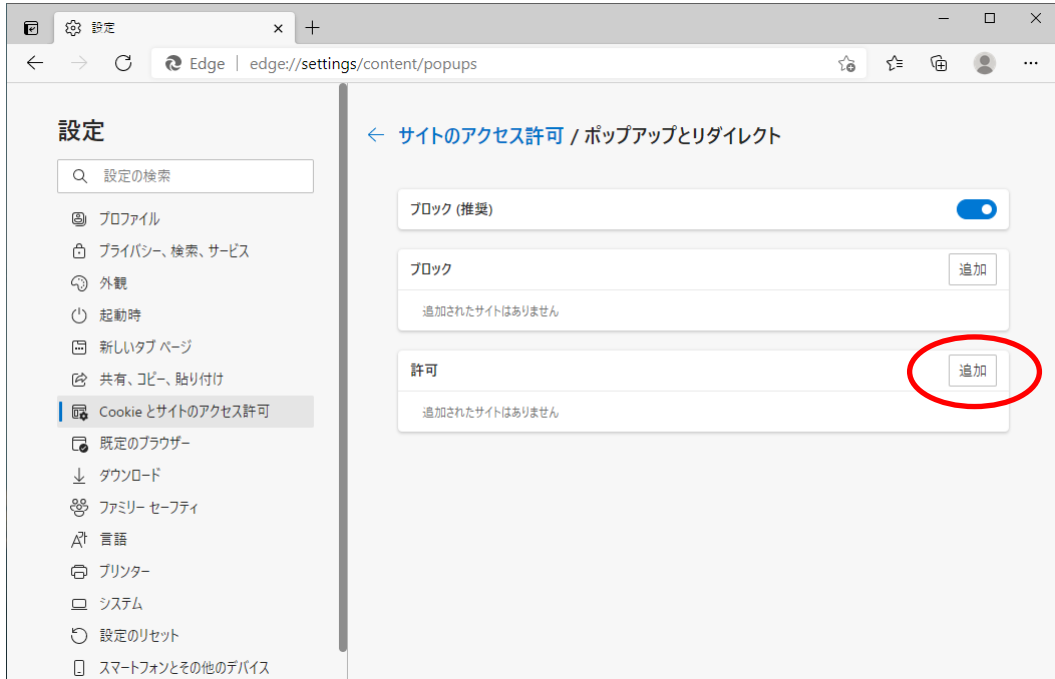 設定
Edge | edge://settings/content/popups
設定
設定の検索
プロファイル
プライバシー、検索、サービス
外観
起動時
新しいタブ ページ
共有、コピー、貼り付け
Cookie とサイトのアクセス許可
既定のブラウザー
ダウンロード
ファミリー セーフティ
言語
プリンター
システム
設定のリセット
スマートフォンとその他のデバイス
サイトのアクセス許可 / ポップアップとリダイレクト
ブロック (推奨)
ブロック 追加
追加されたサイトはありません
許可 追加
追加されたサイトはありません